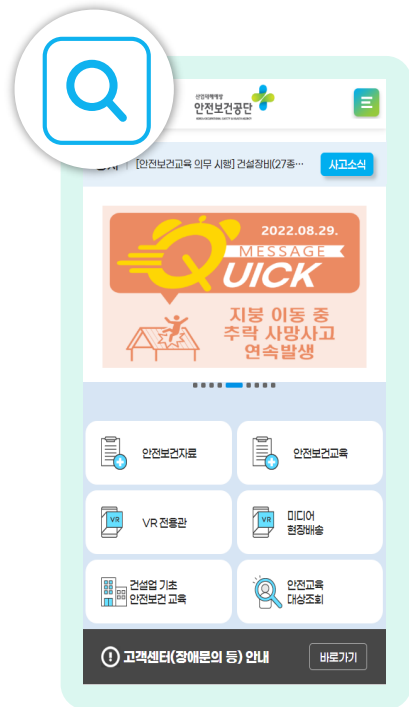 산업재해예방
안전보건공단
[안전보건교육 의무 시행] 건설장비(27종…
사고소식
2022.08.29.
MESSAGE
QUICK
지붕 이동 중
추락 사망사고
연속발생
안전보건자료
안전보건교육
VR
VR 전용관
VR
미디어
현장배송
건설업 기초
안전보건 교육
안전교육
대상조회
고객센터(장애문의 등) 안내
바로가기